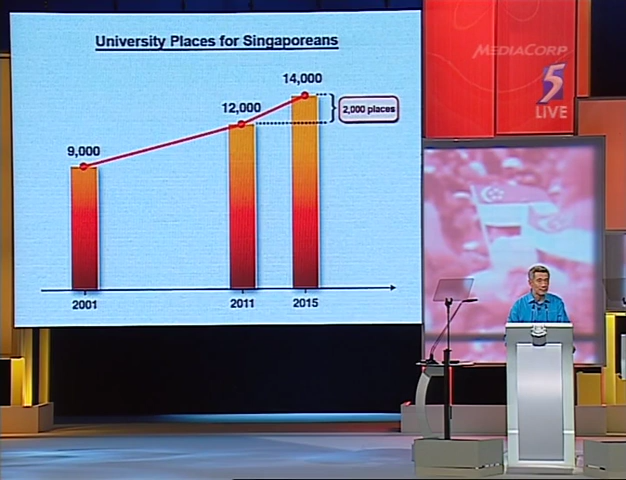 University Places for Singaporeans
MEDIACORP
5
LIVE
14,000
12,000
2,000 places
9,000
2001
2011
2015